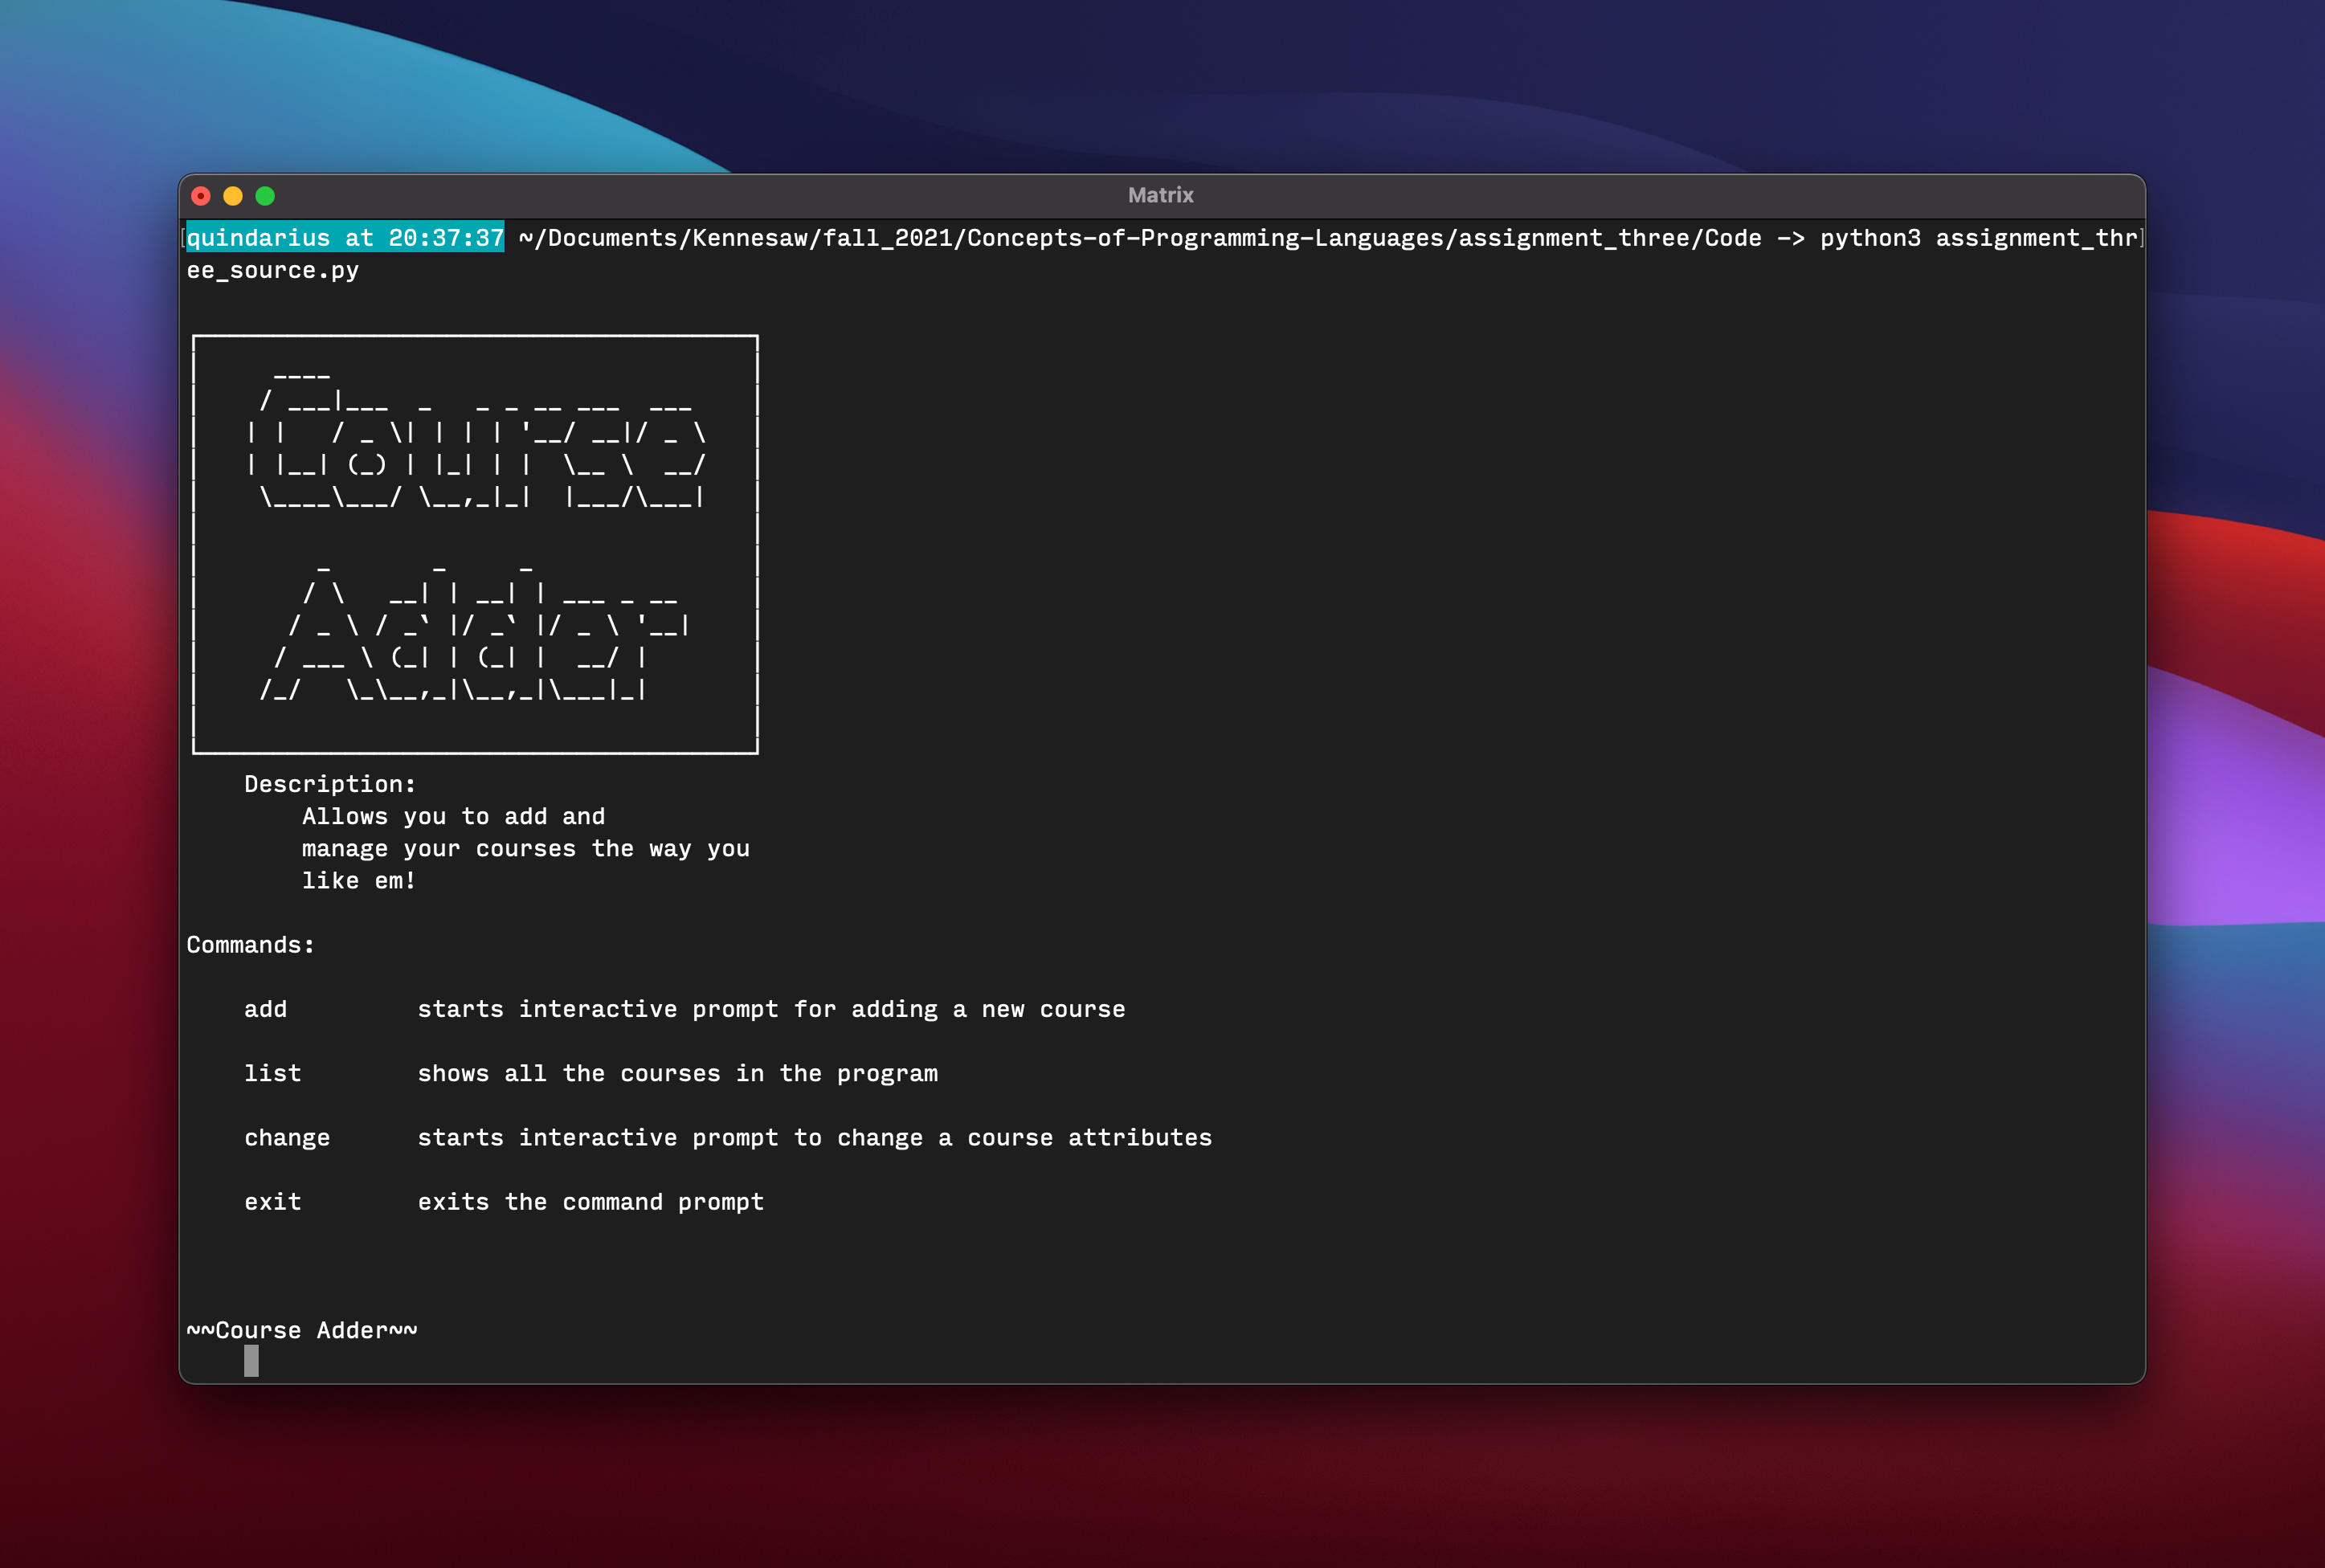 Matrix
quindarius at 20:37:37 ~/Documents/Kennesaw/fall_2021/Concepts-of-Programming-Languages/assignment_three/Code -> python3 assignment_thr
ee_source.py
Course
Adder
Description:
Allows you to add and
manage your courses the way you
like em!
Commands:
add starts interactive prompt for adding a new course
list shows all the courses in the program
change starts interactive prompt to change a course attributes
exit exits the command prompt
~~Course Adder~~